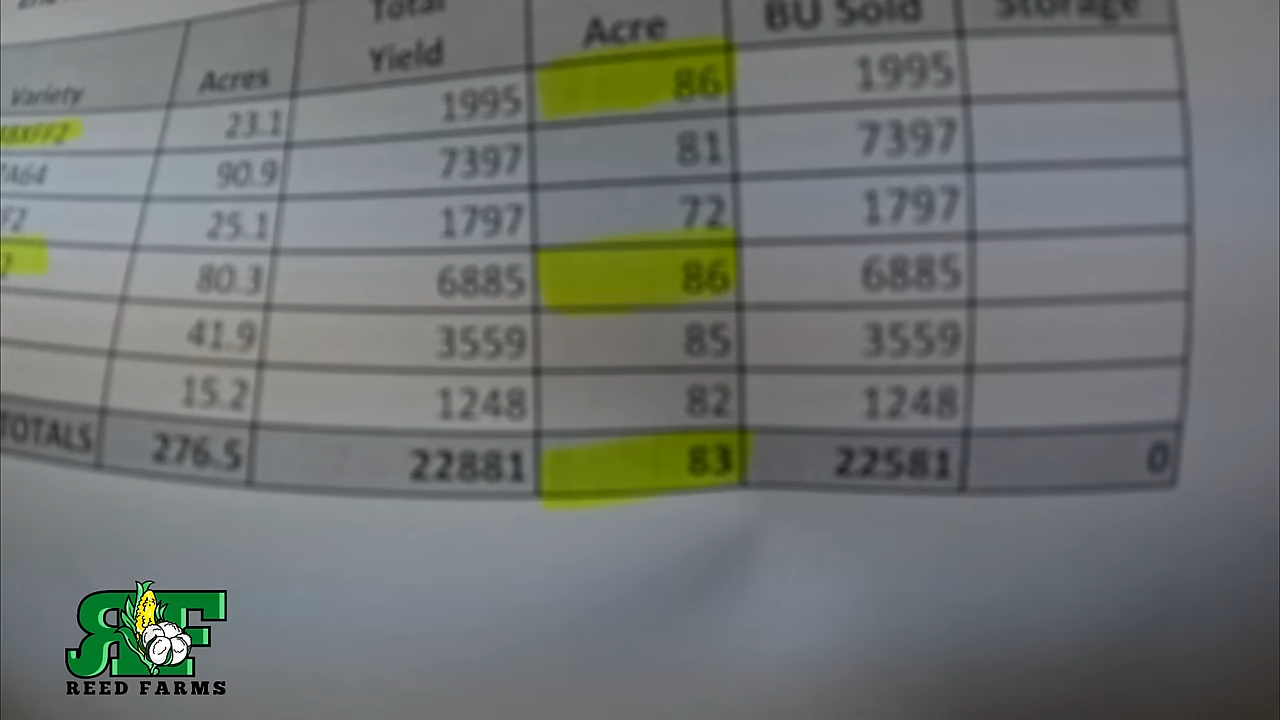 Variety Acres Total Yield Acre BU Sold Storage
23.1 1995 86 1995
90.9 7397 81 7397
25.1 1797 72 1797
80.3 6885 86 6885
41.9 3559 85 3559
15.2 1248 82 1248
TOTALS 276.5 22881 83 22581 0
RF
REED FARMS